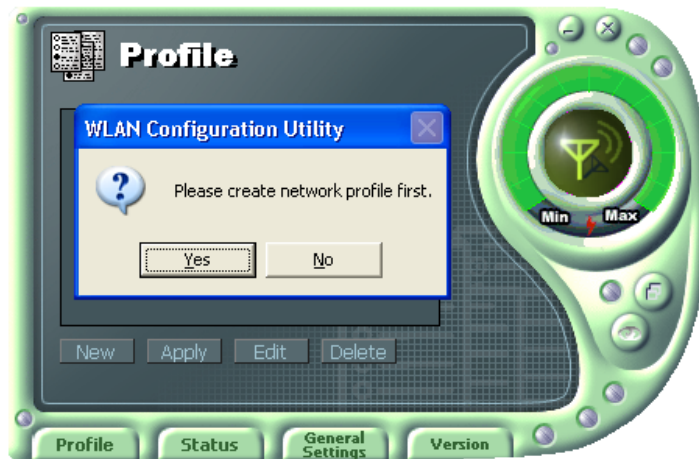 Profile
WLAN Configuration Utility
Please create network profile first.
Yes
No
Min
Max
New
Apply
Edit
Delete
Profile
Status
General
Settings
Version